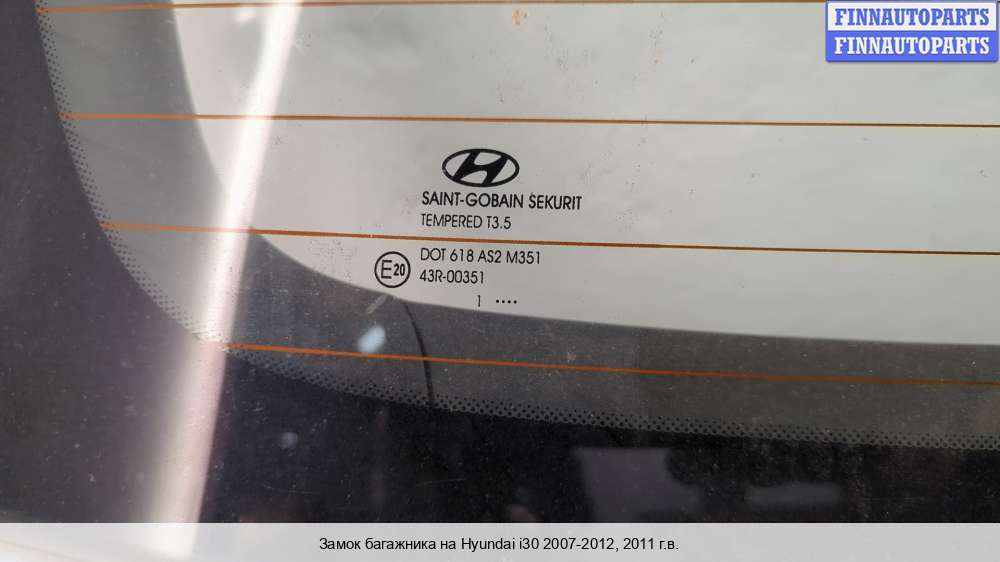 FINNAUTOPARTS
FINNAUTOPARTS
SAINT-GOBAIN SEKURIT
TEMPERED T3.5
DOT 618 AS2 M351
E20
43R-00351
1 ....
Замок багажника на Hyundai i30 2007-2012, 2011 г.в.